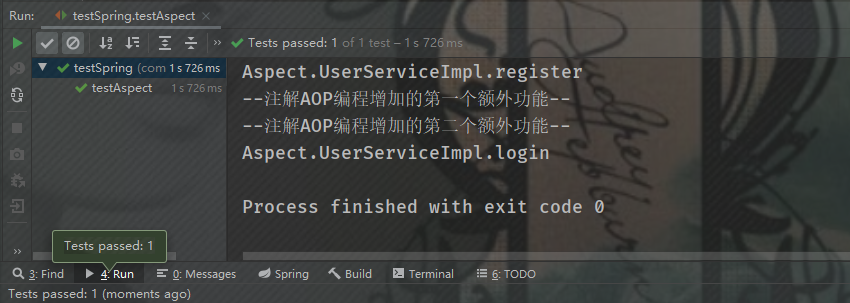 Run: testSpring.testAspect ×
» Tests passed: 1 of 1 test – 1 s 726 ms
testSpring (com 1 s 726 ms
testAspect 1 s 726 ms
Aspect.UserServiceImpl.register
--注解AOP编程增加的第一个额外功能--
--注解AOP编程增加的第二个额外功能--
Aspect.UserServiceImpl.login
Process finished with exit code 0
»
Tests passed: 1
3: Find 4: Run 0: Messages Spring Build Terminal 6: TODO
Tests passed: 1 (moments ago)